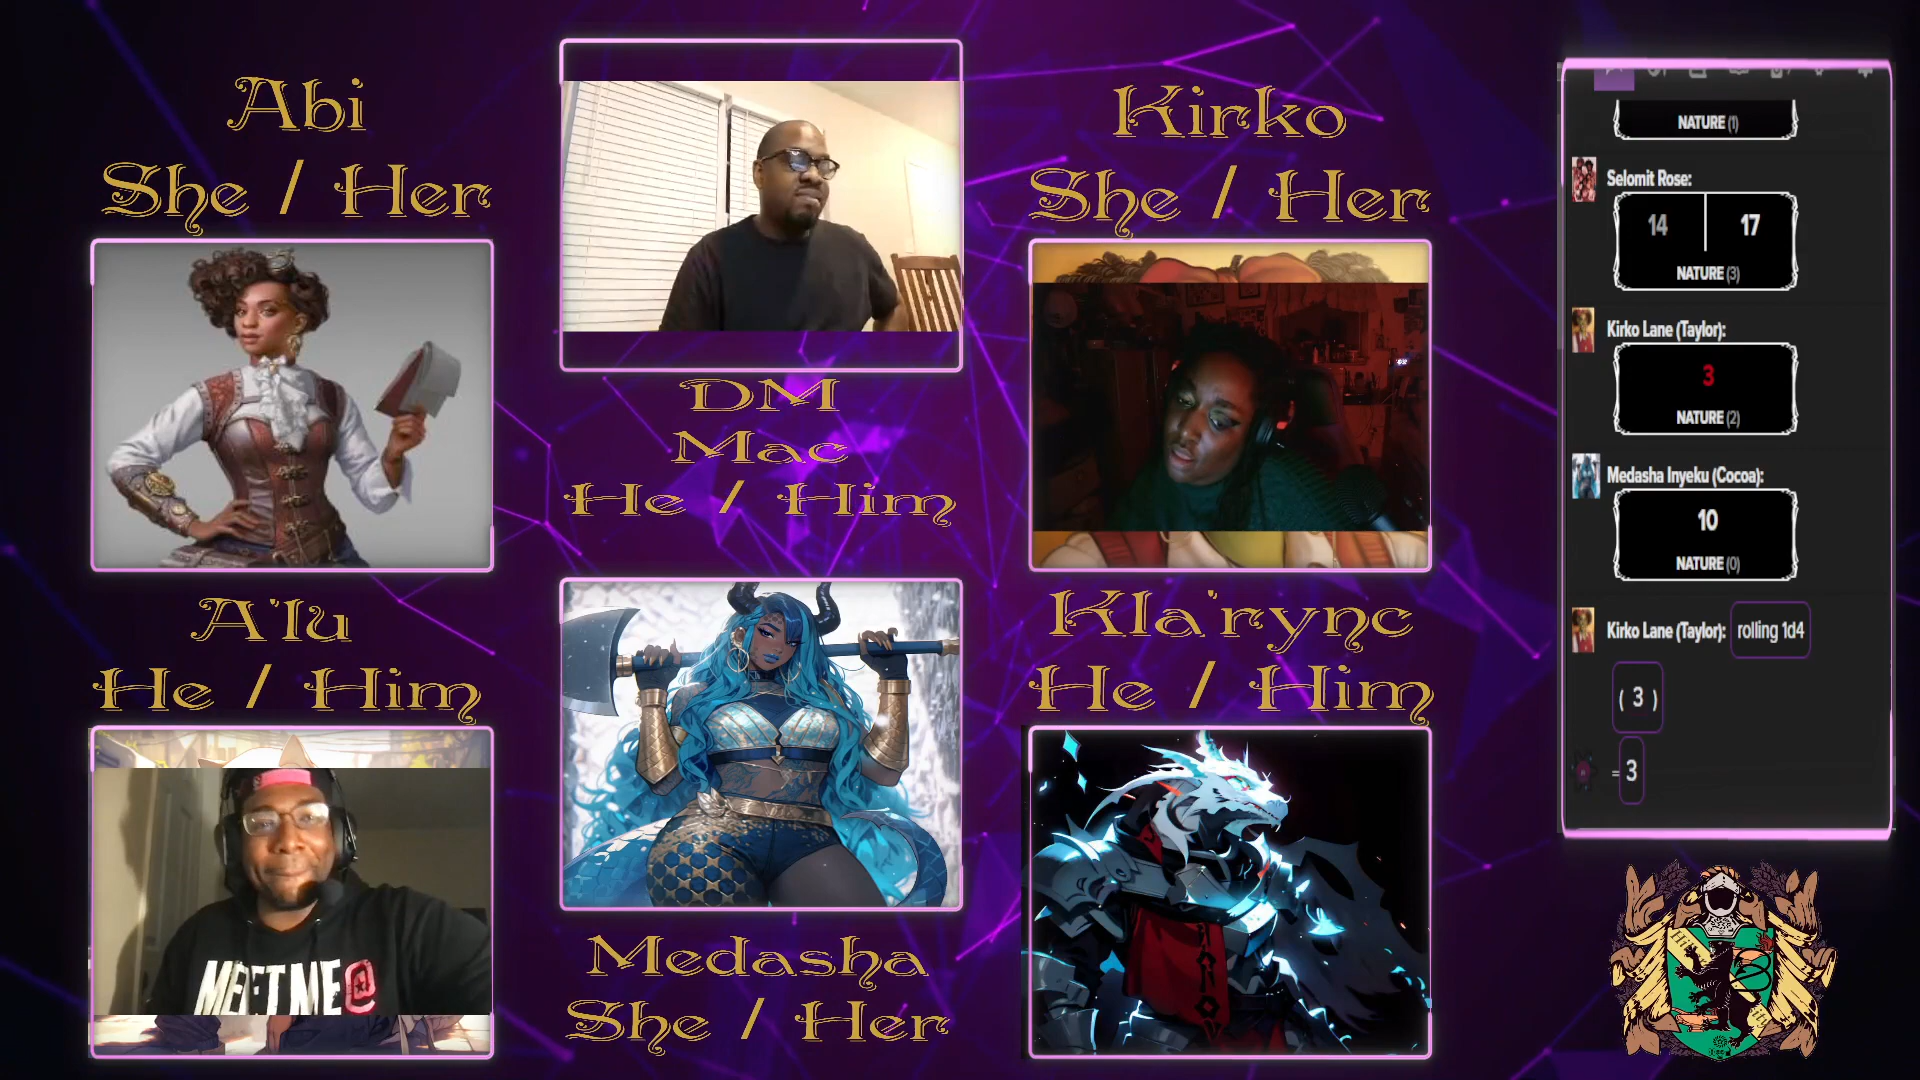 Abi
She / Her
DM
Mac
He / Him
Kirko
She / Her
A'lu
He / Him
MEETME@
Medasha
She / Her
Kla'rync
He / Him
NATURE (1)
Selomit Rose:
14 17
NATURE (3)
Kirko Lane (Taylor):
3
NATURE (2)
Medasha Inyeku (Cocoa):
10
NATURE (0)
Kirko Lane (Taylor): rolling 1d4
( 3 )
= 3